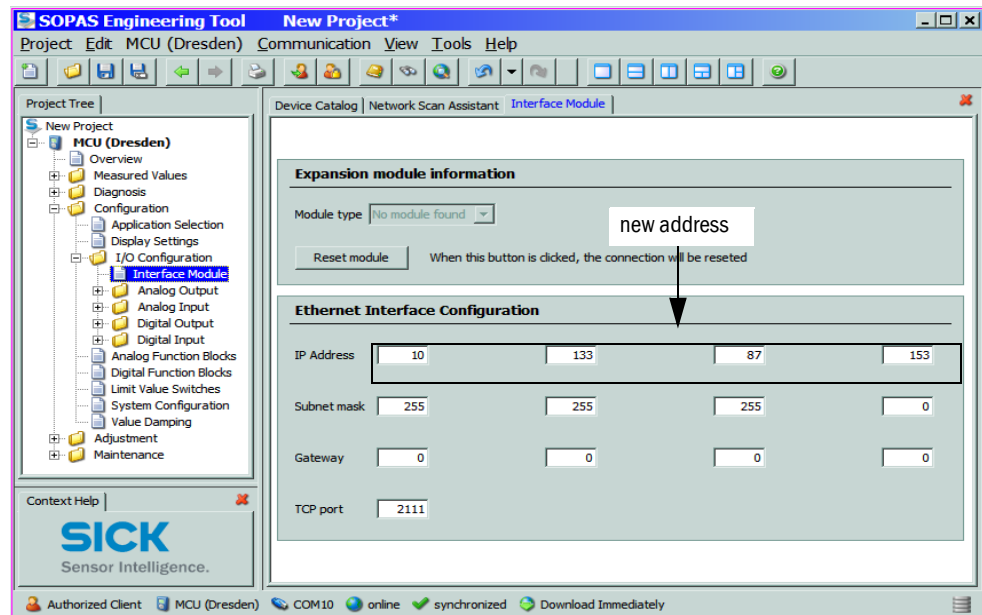 SOPAS Engineering Tool New Project*
Project Edit MCU (Dresden) Communication View Tools Help
Project Tree
New Project
MCU (Dresden)
Overview
Measured Values
Diagnosis
Configuration
Application Selection
Display Settings
I/O Configuration
Interface Module
Analog Output
Analog Input
Digital Output
Digital Input
Analog Function Blocks
Digital Function Blocks
Limit Value Switches
System Configuration
Value Damping
Adjustment
Maintenance
Context Help
SICK
Sensor Intelligence.
Device Catalog Network Scan Assistant Interface Module
Expansion module information
Module type No module found
new address
Reset module When this button is clicked, the connection will be reseted
Ethernet Interface Configuration
IP Address 10 133 87 153
Subnet mask 255 255 255 0
Gateway 0 0 0 0
TCP port 2111
Authorized Client MCU (Dresden) COM10 online synchronized Download Immediately